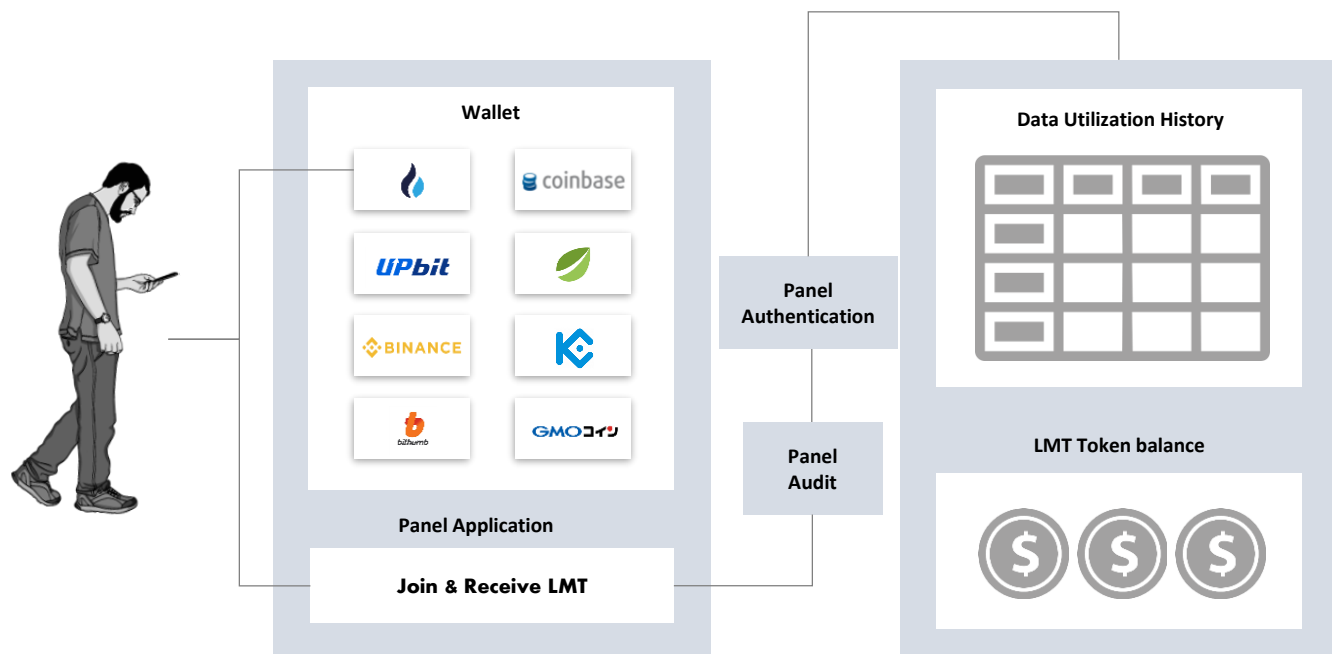 Wallet
coinbase
UPbit
BINANCE
bithumb
GMOコイン
Panel Application
Join & Receive LMT
Panel
Authentication
Panel
Audit
Data Utilization History
LMT Token balance
$ $ $